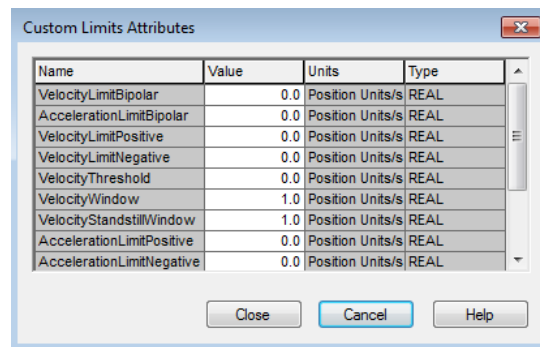 Custom Limits Attributes
Name Value Units Type
VelocityLimitBipolar 0.0 Position Units/s REAL
AccelerationLimitBipolar 0.0 Position Units/s REAL
VelocityLimitPositive 0.0 Position Units/s REAL
VelocityLimitNegative 0.0 Position Units/s REAL
VelocityThreshold 0.0 Position Units/s REAL
VelocityWindow 1.0 Position Units/s REAL
VelocityStandstillWindow 1.0 Position Units/s REAL
AccelerationLimitPositive 0.0 Position Units/s REAL
AccelerationLimitNegative 0.0 Position Units/s REAL
Close Cancel Help